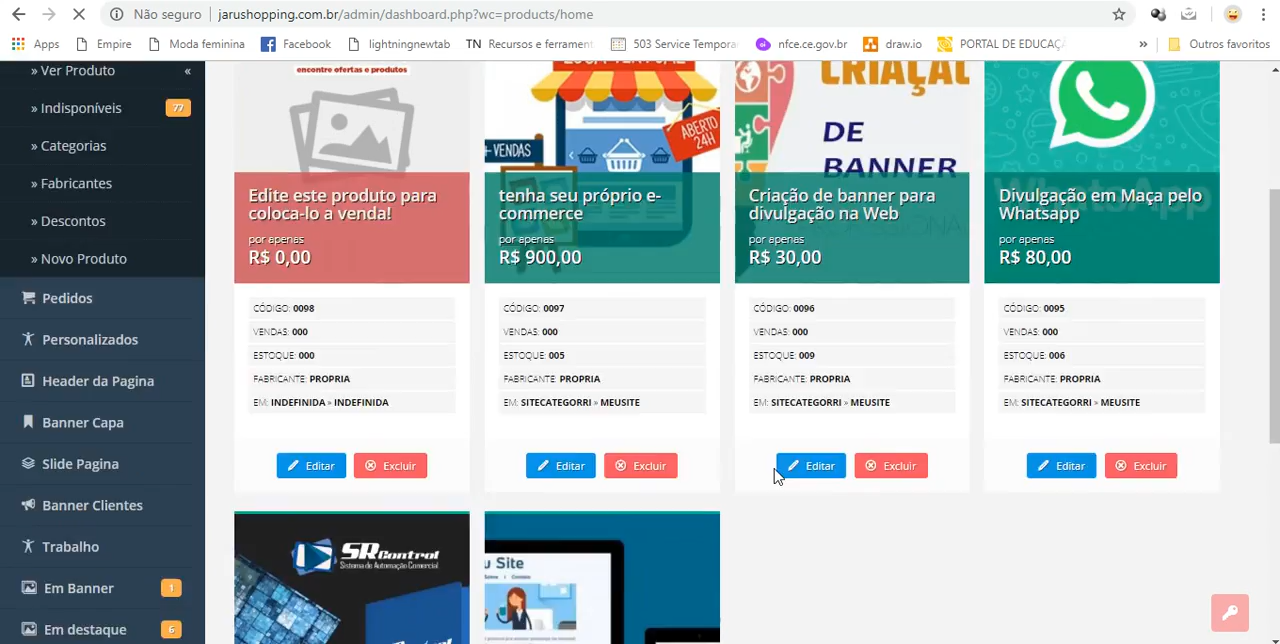 Não seguro | jarushopping.com.br/admin/dashboard.php?wc=products/home
Apps Empire Moda feminina Facebook lightningnewtab TN Recursos e ferrament 503 Service Tempora nfce.ce.gov.br draw.io PORTAL DE EDUCAÇÃ » Outros favoritos
» Ver Produto «
» Indisponíveis 77
» Categorias
» Fabricantes
» Descontos
» Novo Produto
Pedidos
Personalizados
Header da Pagina
Banner Capa
Slide Pagina
Banner Clientes
Trabalho
Em Banner 1
Em destaque 6
encontre ofertas e produtos
Edite este produto para
coloca-lo a venda!
por apenas
R$ 0,00
CÓDIGO: 0098
VENDAS: 000
ESTOQUE: 000
FABRICANTE: PROPRIA
EM: INDEFINIDA » INDEFINIDA
Editar Excluir
ABERTO
24H
+VENDAS
tenha seu próprio e-
commerce
por apenas
R$ 900,00
CÓDIGO: 0097
VENDAS: 000
ESTOQUE: 005
FABRICANTE: PROPRIA
EM: SITECATEGORRI » MEUSITE
Editar Excluir
CRIAÇÃO
DE
BANNER
Criação de banner para
divulgação na Web
por apenas
R$ 30,00
CÓDIGO: 0096
VENDAS: 000
ESTOQUE: 009
FABRICANTE: PROPRIA
EM: SITECATEGORRI » MEUSITE
Editar Excluir
WhatsApp
Divulgação em Maça pelo
Whatsapp
por apenas
R$ 80,00
CÓDIGO: 0095
VENDAS: 000
ESTOQUE: 006
FABRICANTE: PROPRIA
EM: SITECATEGORRI » MEUSITE
Editar Excluir
SRControl
Sistema de Automação Comercial
u Site